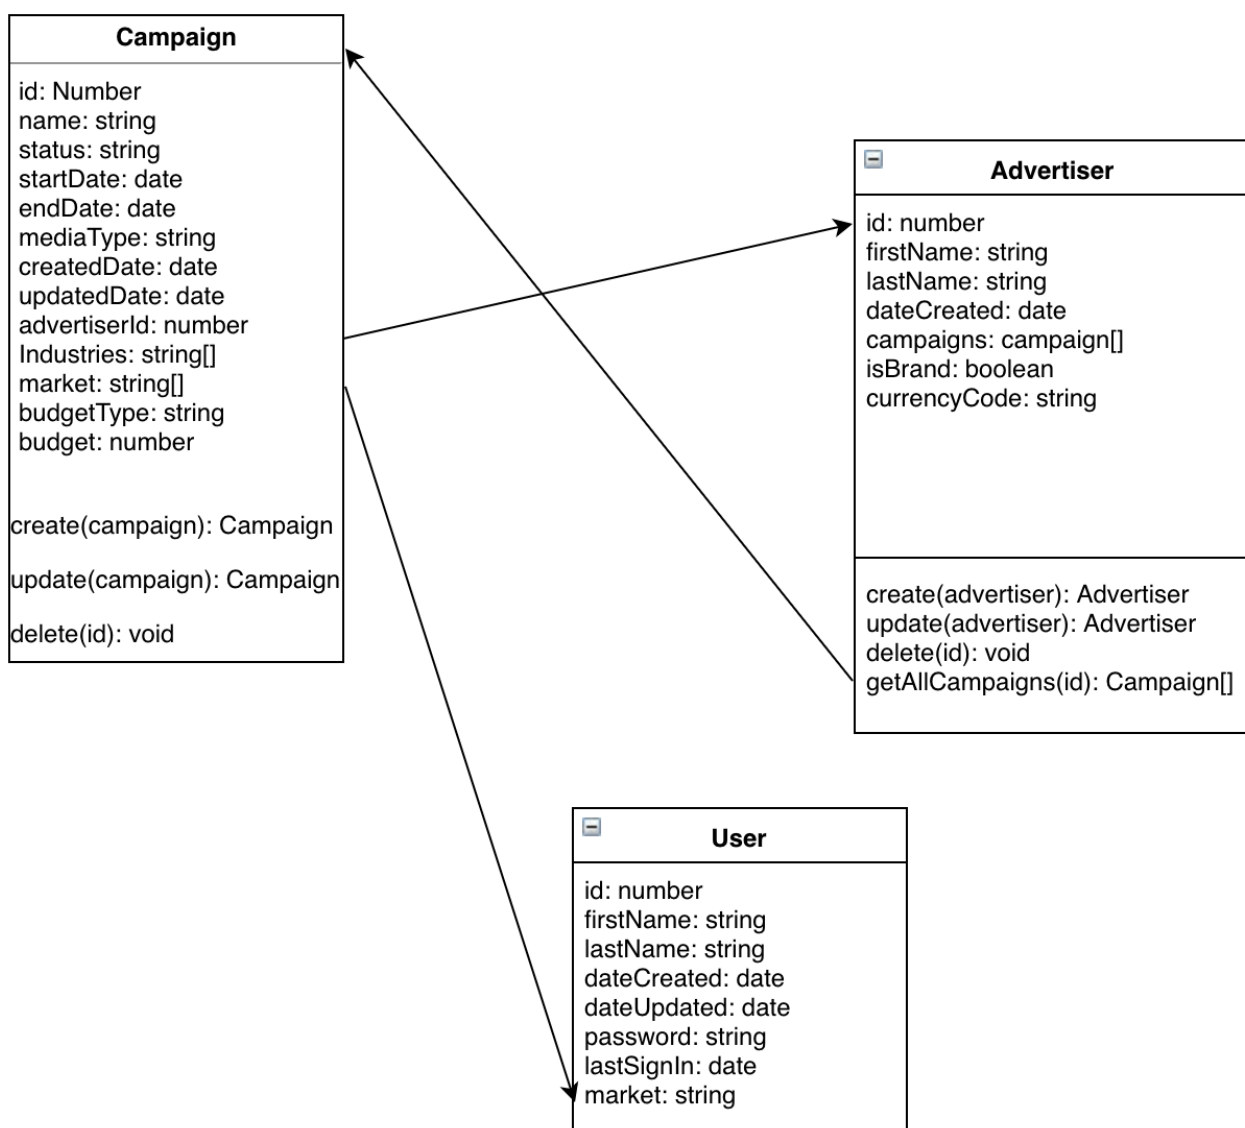 Campaign
id: Number
name: string
status: string
startDate: date
endDate: date
mediaType: string
createdDate: date
updatedDate: date
advertiserId: number
Industries: string[]
market: string[]
budgetType: string
budget: number
create(campaign): Campaign
update(campaign): Campaign
delete(id): void
Advertiser
id: number
firstName: string
lastName: string
dateCreated: date
campaigns: campaign[]
isBrand: boolean
currencyCode: string
create(advertiser): Advertiser
update(advertiser): Advertiser
delete(id): void
getAllCampaigns(id): Campaign[]
User
id: number
firstName: string
lastName: string
dateCreated: date
dateUpdated: date
password: string
lastSignIn: date
market: string